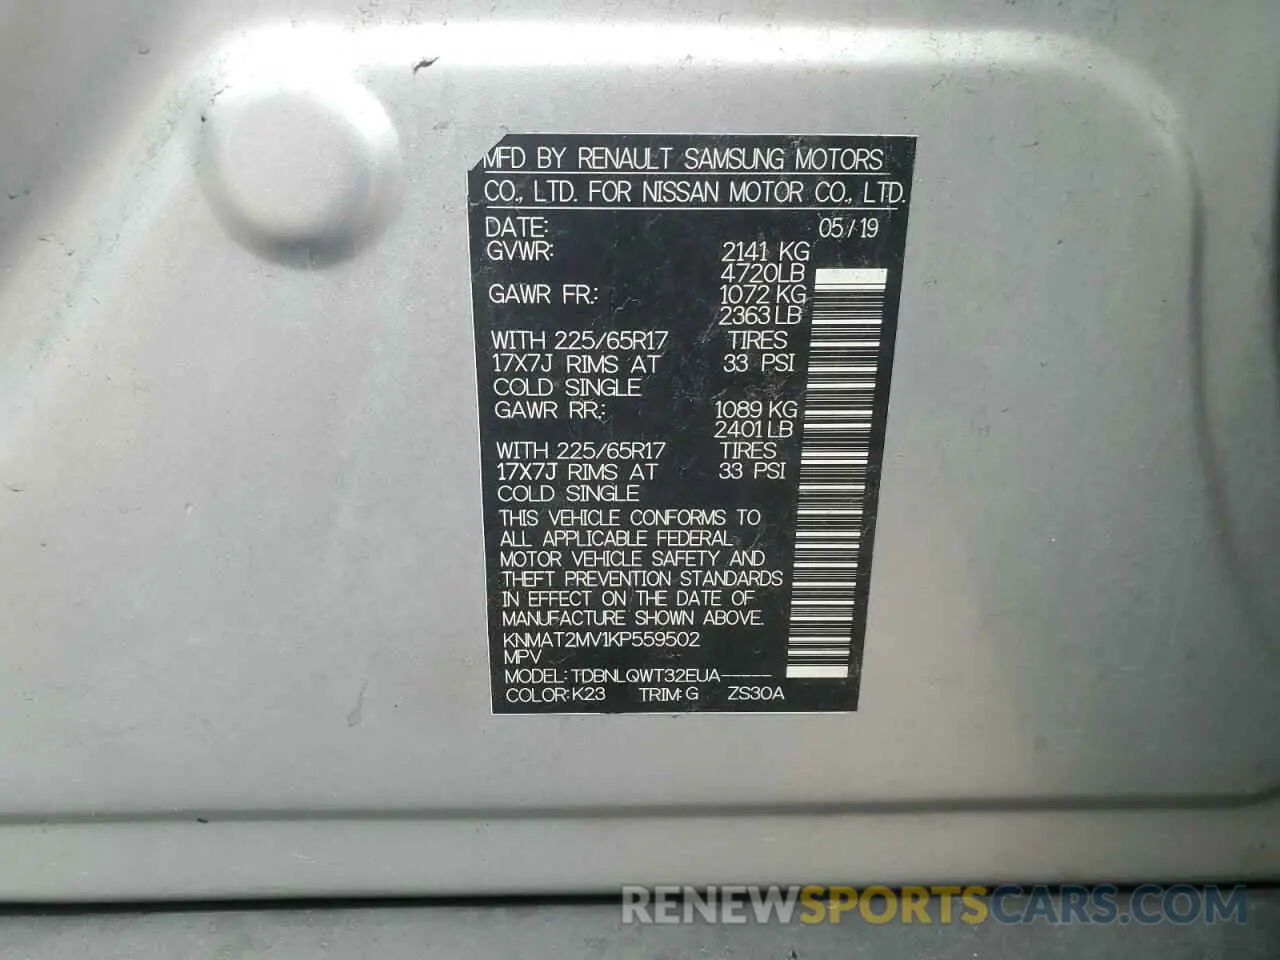 MFD BY RENAULT SAMSUNG MOTORS
CO., LTD. FOR NISSAN MOTOR CO., LTD.
DATE: 05/19
GVWR: 2141 KG
4720LB
GAWR FR.: 1072 KG
2363LB
WITH 225/65R17 TIRES
17X7J RIMS AT 33 PSI
COLD SINGLE
GAWR RR.: 1089 KG
2401LB
WITH 225/65R17 TIRES
17X7J RIMS AT 33 PSI
COLD SINGLE
THIS VEHICLE CONFORMS TO
ALL APPLICABLE FEDERAL
MOTOR VEHICLE SAFETY AND
THEFT PREVENTION STANDARDS
IN EFFECT ON THE DATE OF
MANUFACTURE SHOWN ABOVE.
KNMAT2MV1KP559502
MPV
MODEL: TDBNLQWT32EUA-----
COLOR:K23 TRIM:G ZS30A
RENEWSPORTSCARS.COM